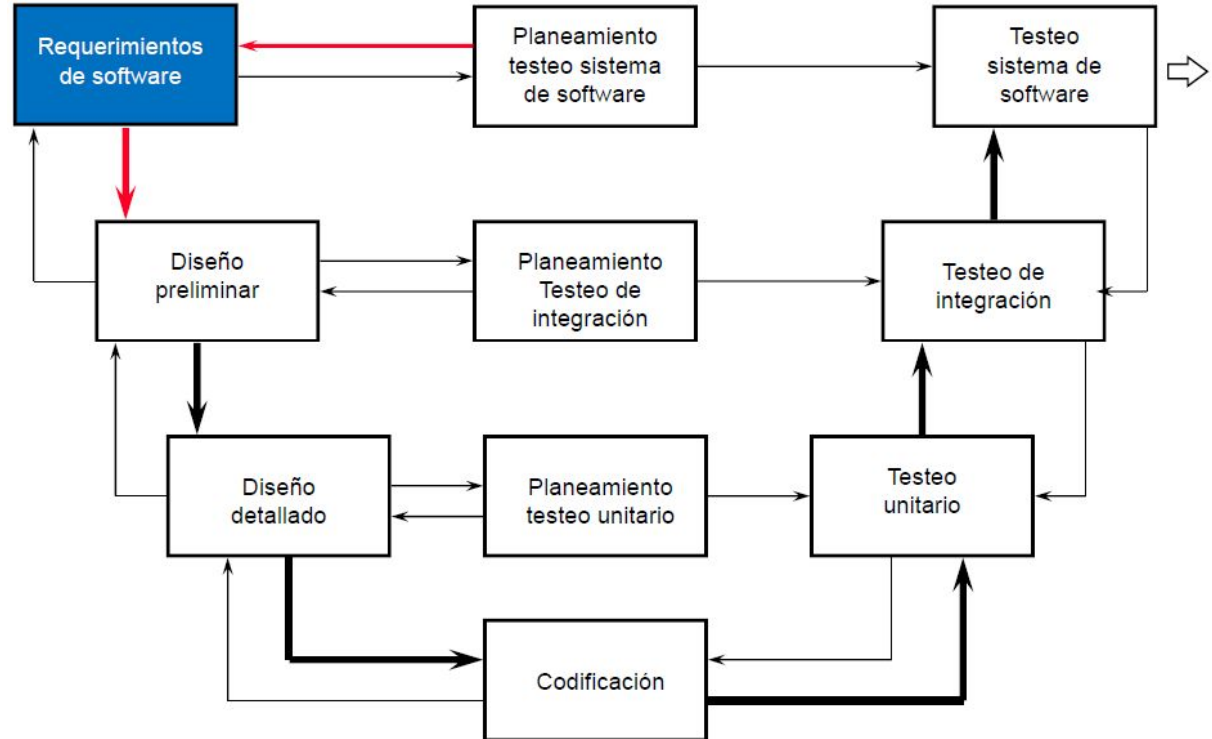 Requerimientos
de software
Planeamiento
testeo sistema
de software
Testeo
sistema de
software
Diseño
preliminar
Planeamiento
Testeo de
integración
Testeo de
integración
Diseño
detallado
Planeamiento
testeo unitario
Testeo
unitario
Codificación